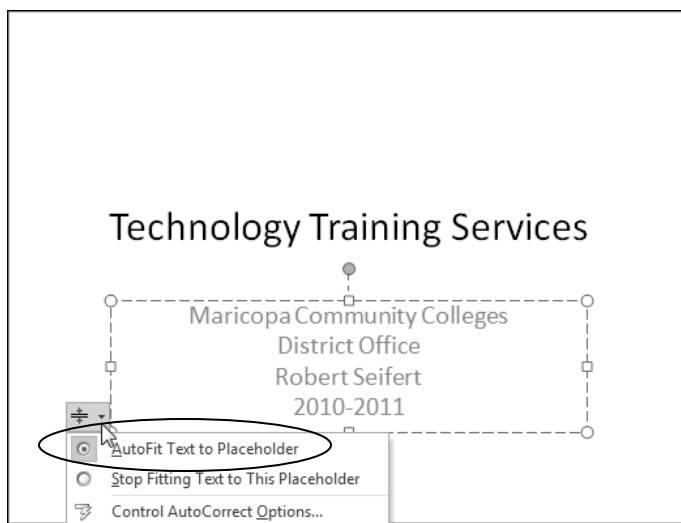 Technology Training Services
Maricopa Community Colleges
District Office
Robert Seifert
2010-2011
AutoFit Text to Placeholder
Stop Fitting Text to This Placeholder
Control AutoCorrect Options...